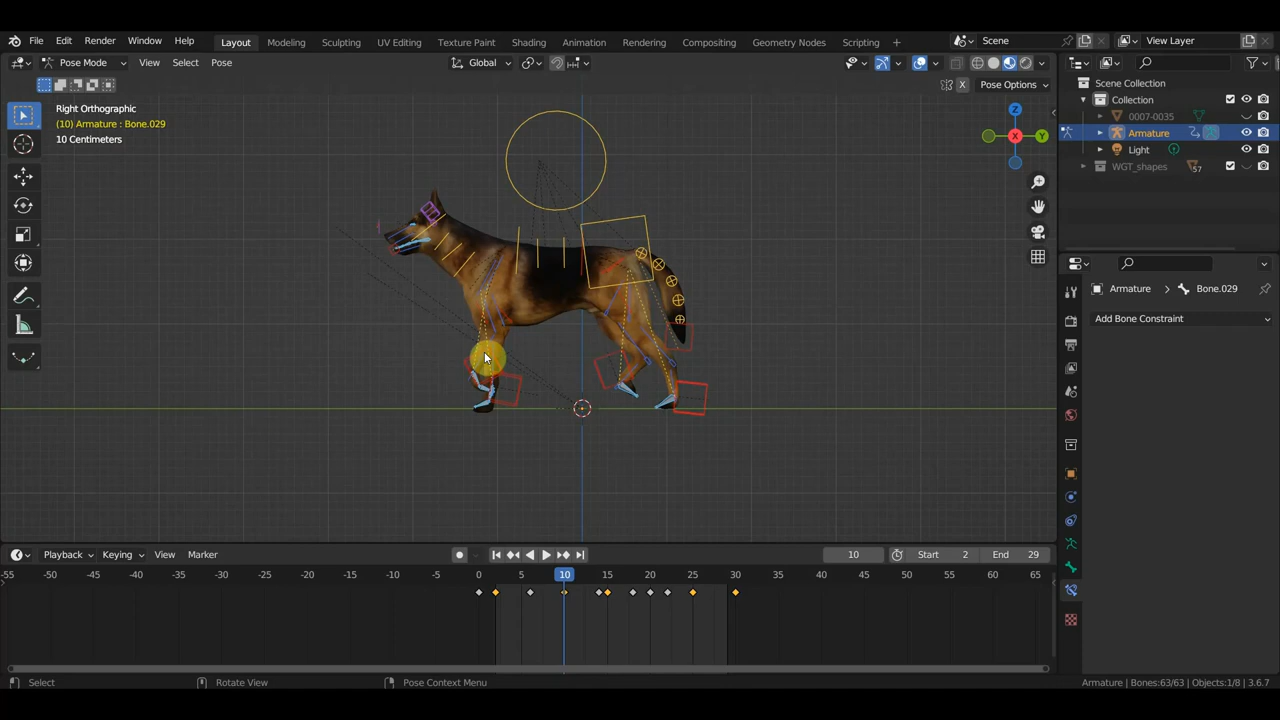 File Edit Render Window Help Layout Modeling Sculpting UV Editing Texture Paint Shading Animation Rendering Compositing Geometry Nodes Scripting + Scene View Layer
Pose Mode View Select Pose Global
X Pose Options
Scene Collection
Collection
0007-0035
Armature
Light
WGT_shapes 57
Right Orthographic
(10) Armature : Bone.029
10 Centimeters
Z
X
Y
Armature > Bone.029
Add Bone Constraint
Playback Keying View Marker 10 Start 2 End 29
-55 -50 -45 -40 -35 -30 -25 -20 -15 -10 -5 0 5 10 15 20 25 30 35 40 45 50 55 60 65
Select Rotate View Pose Context Menu Armature | Bones:63/63 | Objects:1/8 | 3.6.7